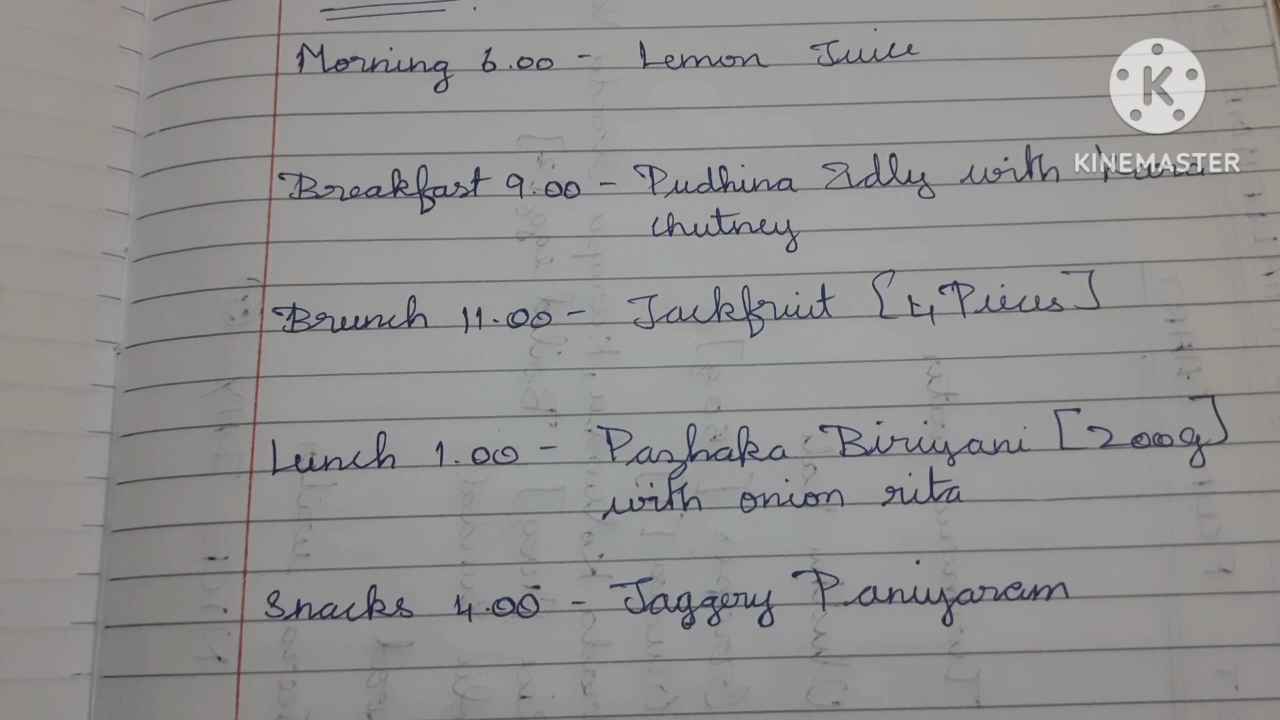 Morning 6.00 - Lemon Juice
KINEMASTER
Breakfast 9.00 - Pudhina Idly with
chutney
Brunch 11.00 - Jackfruit [4 Pieces]
Lunch 1.00 - Pazhaka Biriyani [200g]
with onion rita
Snacks 4.00 - Jaggery Paniyaram